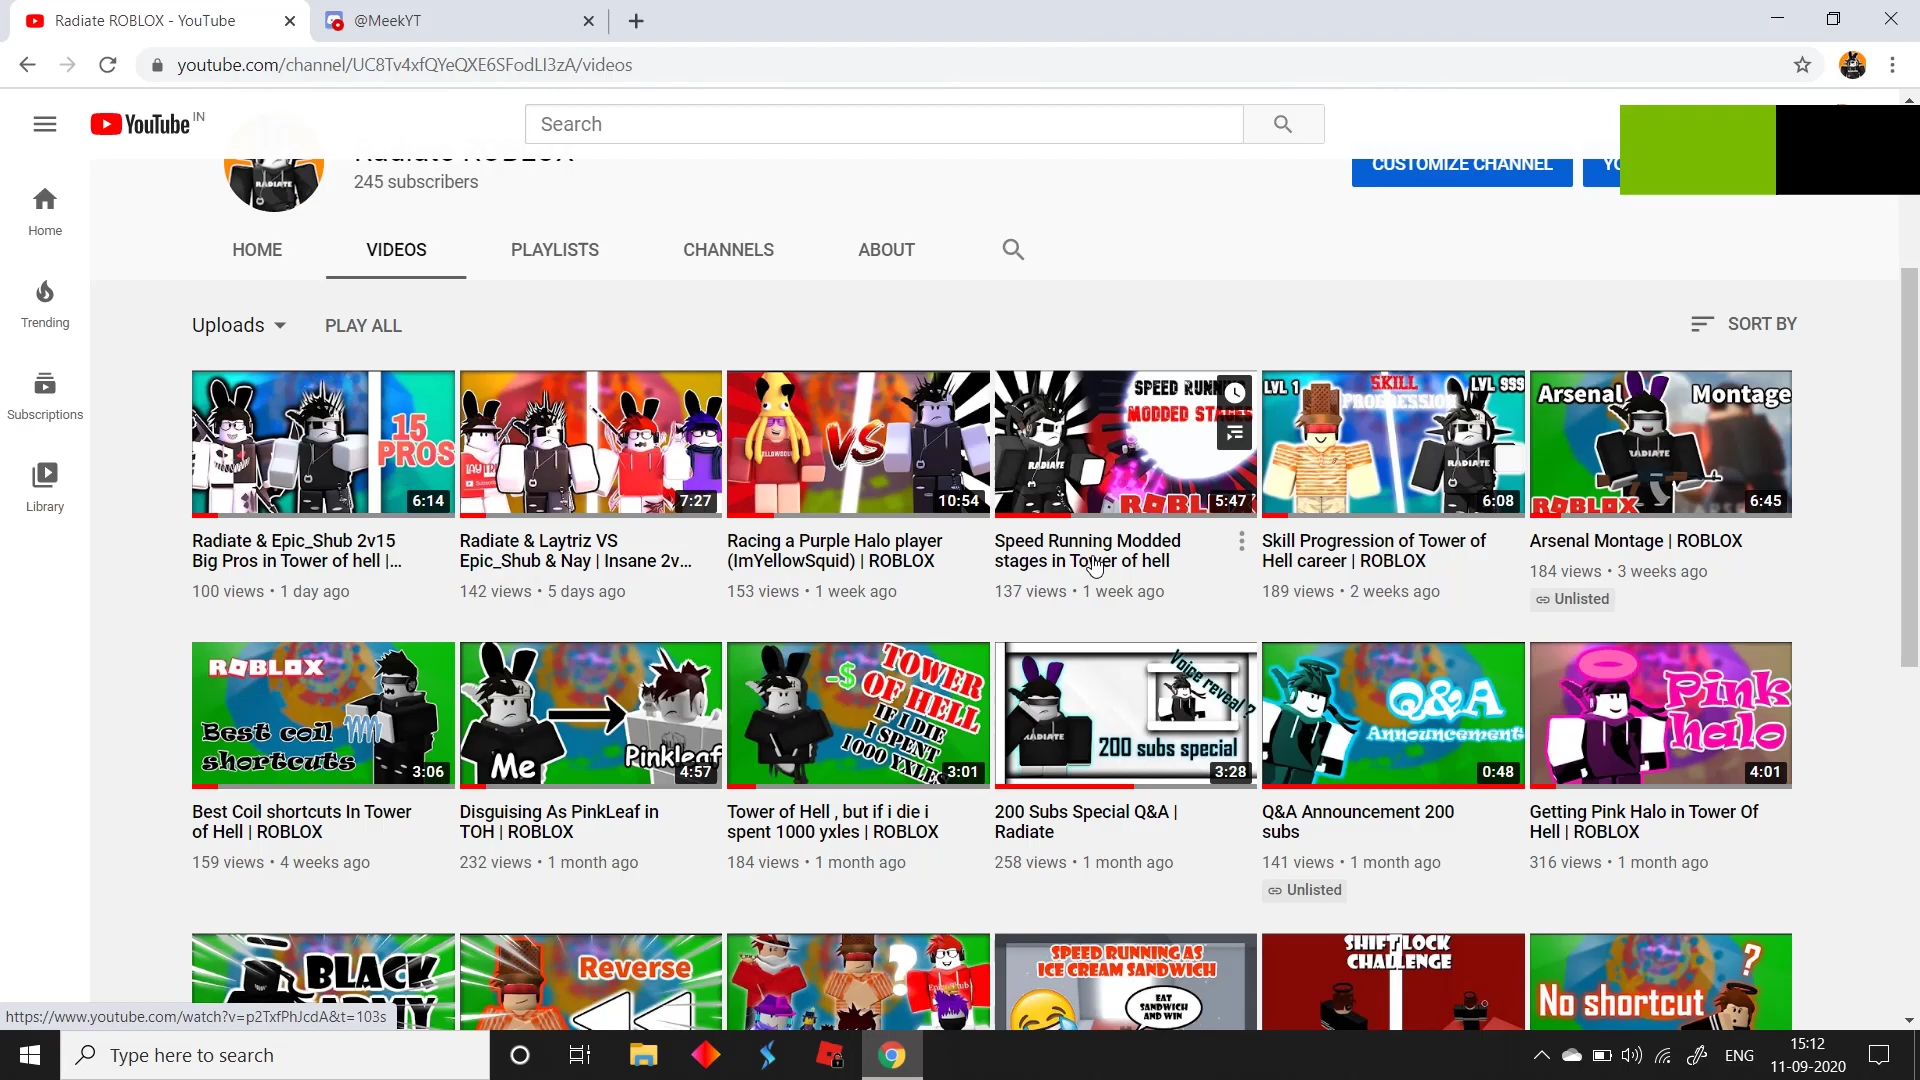 Radiate ROBLOX - YouTube
@MeekYT
youtube.com/channel/UC8Tv4xfQYeQXE6SFodLI3zA/videos
YouTube IN
Search
Radiate ROBLOX
245 subscribers
CUSTOMIZE CHANNEL
Home
Trending
Subscriptions
Library
HOME
VIDEOS
PLAYLISTS
CHANNELS
ABOUT
Uploads
PLAY ALL
SORT BY
15
PROS
6:14
7:27
VS
10:54
SPEED RUNN
MODDED STAGES
RADIATE
5:47
LVL 1
SKILL
PROGRESSION
LVL 999
RADIATE
6:08
Arsenal Montage
RADIATE
ROBLOX
6:45
Radiate & Epic_Shub 2v15
Big Pros in Tower of hell |...
100 views • 1 day ago
Radiate & Laytriz VS
Epic_Shub & Nay | Insane 2v...
142 views • 5 days ago
Racing a Purple Halo player
(ImYellowSquid) | ROBLOX
153 views • 1 week ago
Speed Running Modded
stages in Tower of hell
137 views • 1 week ago
Skill Progression of Tower of
Hell career | ROBLOX
189 views • 2 weeks ago
Arsenal Montage | ROBLOX
184 views • 3 weeks ago
Unlisted
ROBLOX
Best coil
shortcuts
3:06
Me
Pinkleaf
4:57
-$
TOWER
OF HELL
IF I DIE
I SPENT
1000 YXLES
3:01
Voice reveal ?
200 subs special
3:28
Q&A
Announcement
0:48
Pink
halo
4:01
Best Coil shortcuts In Tower
of Hell | ROBLOX
159 views • 4 weeks ago
Disguising As PinkLeaf in
TOH | ROBLOX
232 views • 1 month ago
Tower of Hell , but if i die i
spent 1000 yxles | ROBLOX
184 views • 1 month ago
200 Subs Special Q&A |
Radiate
258 views • 1 month ago
Q&A Announcement 200
subs
141 views • 1 month ago
Unlisted
Getting Pink Halo in Tower Of
Hell | ROBLOX
316 views • 1 month ago
BLACK
ARMY
Reverse
?
SPEED RUNNING AS
ICE CREAM SANDWICH
EAT
SANDWICH
AND WIN
SHIFT LOCK
CHALLENGE
?
No shortcut
https://www.youtube.com/watch?v=p2TxfPhJcdA&t=103s
Type here to search
ENG
15:12
11-09-2020